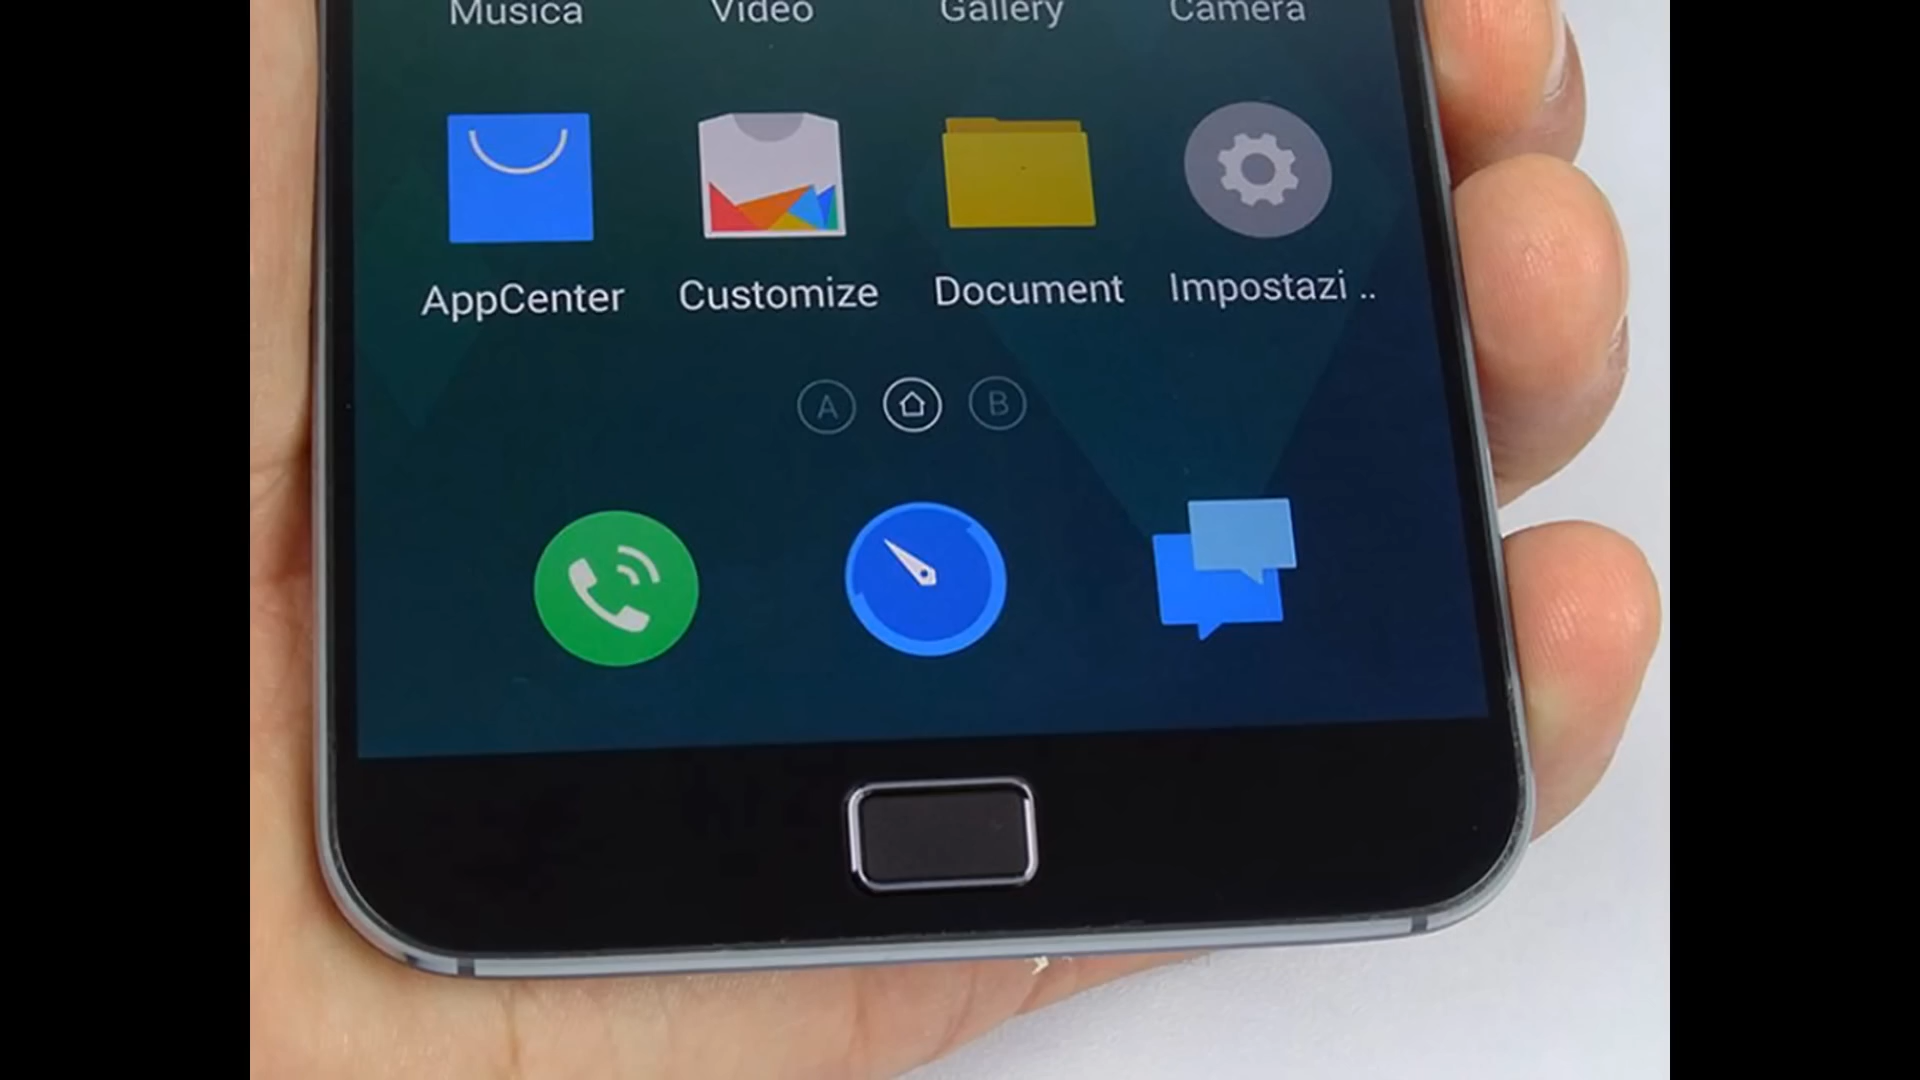 Musica Video Gallery Camera
AppCenter Customize Document Impostazi ..
A B